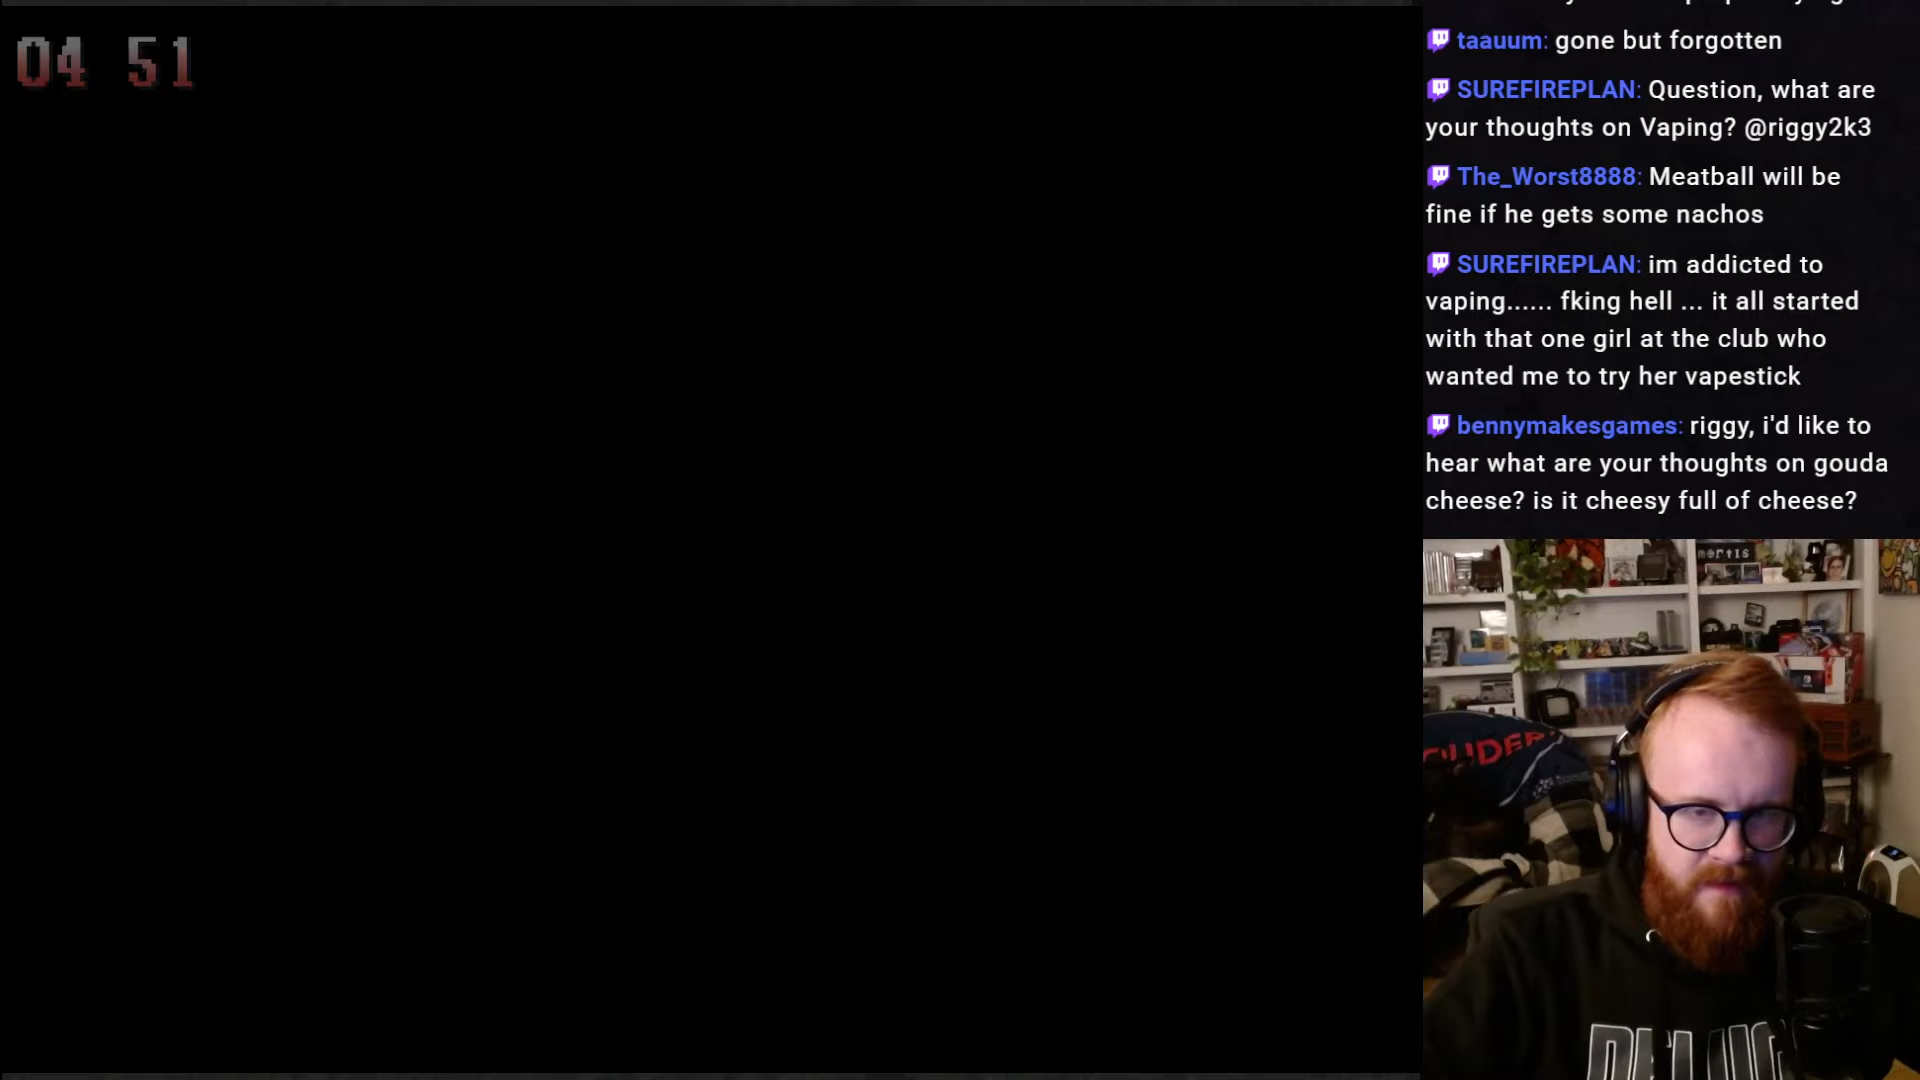 04 51
taauum: gone but forgotten
SUREFIREPLAN: Question, what are
your thoughts on Vaping? @riggy2k3
The_Worst8888: Meatball will be
fine if he gets some nachos
SUREFIREPLAN: im addicted to
vaping...... fking hell ... it all started
with that one girl at the club who
wanted me to try her vapestick
bennymakesgames: riggy, i'd like to
hear what are your thoughts on gouda
cheese? is it cheesy full of cheese?
mortis